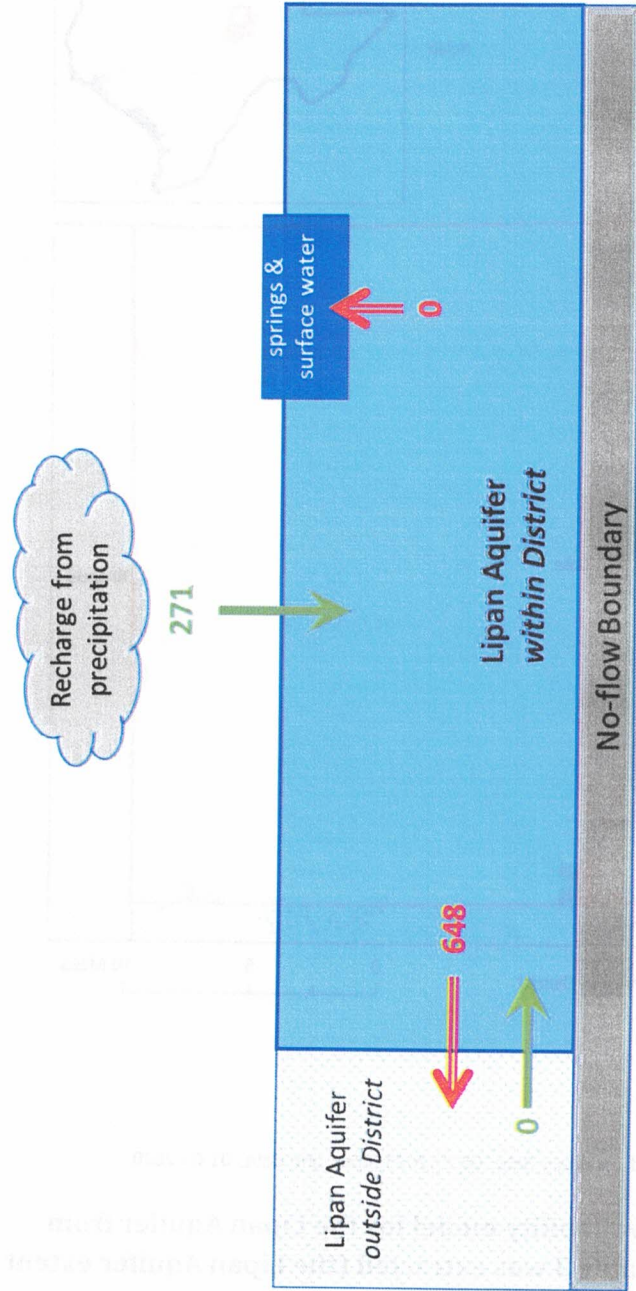 Recharge from
precipitation
271
springs &
surface water
0
Lipan Aquifer
outside District
648
0
Lipan Aquifer
within District
No-flow Boundary